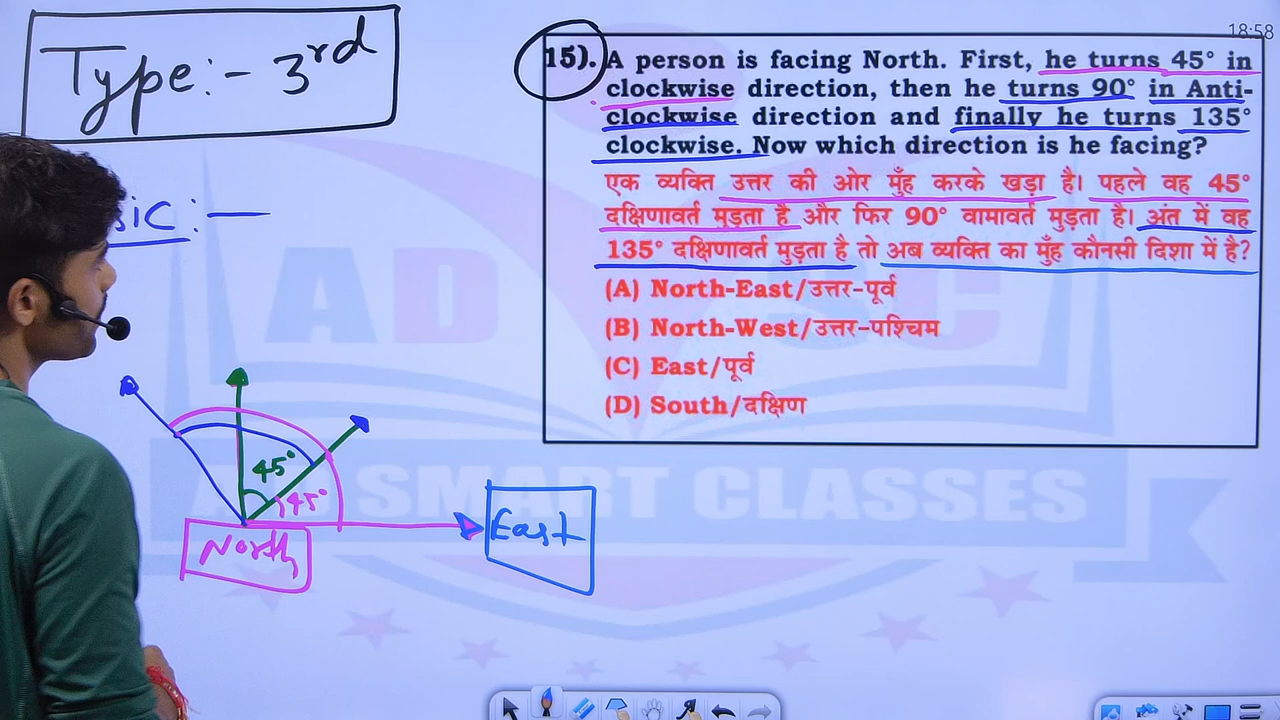 18:58
Type:- 3rd
sic:-
15). A person is facing North. First, he turns 45° in
clockwise direction, then he turns 90° in Anti-
clockwise direction and finally he turns 135°
clockwise. Now which direction is he facing?
एक व्यक्ति उत्तर की ओर मुँह करके खड़ा है। पहले वह 45°
दक्षिणावर्त मुड़ता है और फिर 90° वामावर्त मुड़ता है। अंत में वह
135° दक्षिणावर्त मुड़ता है तो अब व्यक्ति का मुँह कौनसी दिशा में है?
(A) North-East/उत्तर-पूर्व
(B) North-West/उत्तर-पश्चिम
(C) East/पूर्व
(D) South/दक्षिण
45°
45°
North
East
AD SC
AD SMART CLASSES